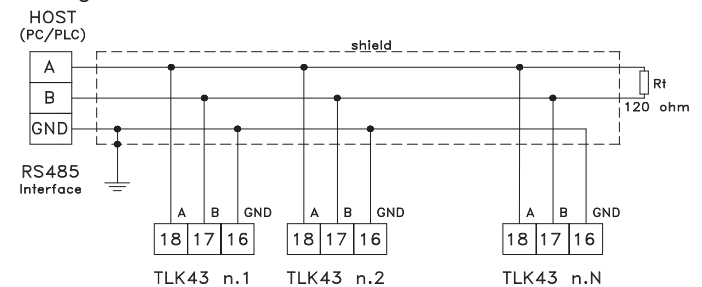 HOST
(PC/PLC)
shield
A
B
GND
Rt
120 ohm
RS485
Interface
A B GND
18 17 16
TLK43 n.1
A B GND
18 17 16
TLK43 n.2
A B GND
18 17 16
TLK43 n.N